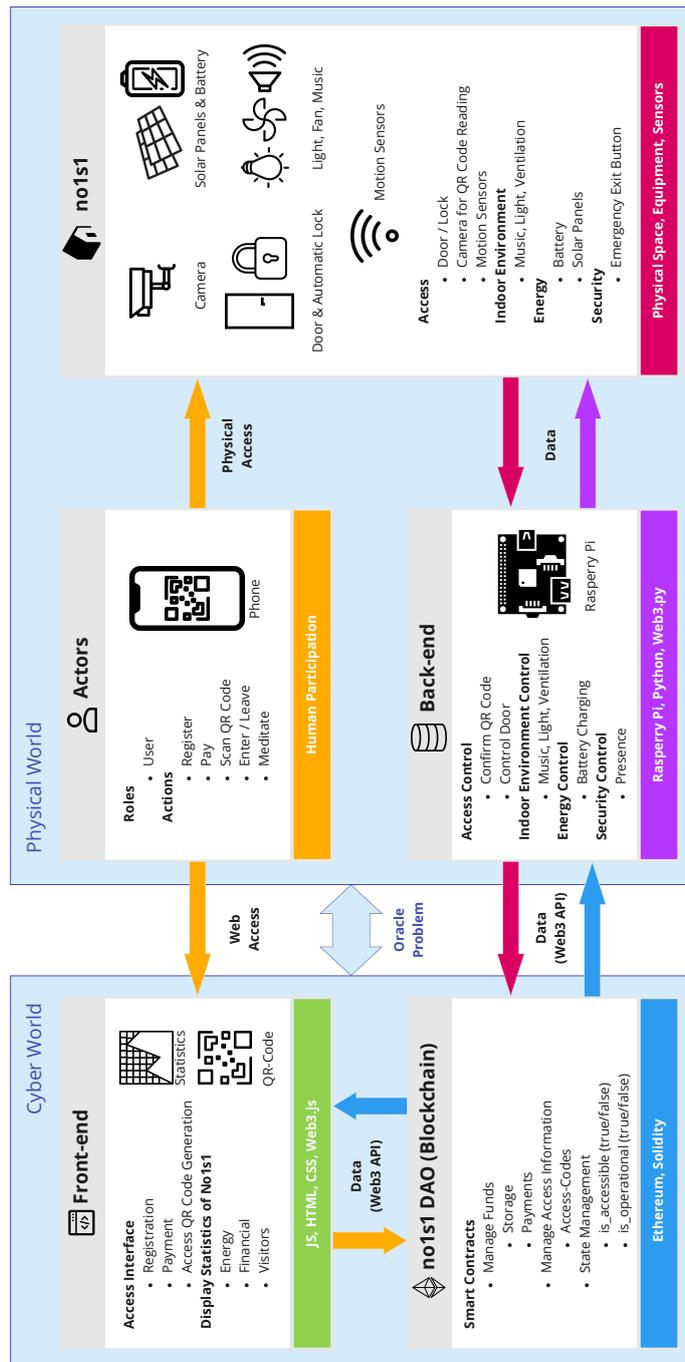 Cyber World
Front-end
Access Interface
• Registration
• Payment
• Access QR Code Generation
Display Statistics of No1s1
• Energy
• Financial
• Visitors
Statistics
QR-Code
JS, HTML, CSS, Web3.js
Data
(Web3 API)
no1s1 DAO (Blockchain)
Smart Contracts
• Manage Funds
• Storage
• Payments
• Manage Access Information
• Access-Codes
• State Management
• is_accessible (true/false)
• is_operational (true/false)
Ethereum, Solidity
Web
Access
Oracle
Problem
Data
(Web3 API)
Physical World
Actors
Roles
• User
Actions
• Register
• Pay
• Scan QR Code
• Enter / Leave
• Meditate
Phone
Human Participation
Back-end
Access Control
• Confirm QR Code
• Control Door
Indoor Environment Control
• Music, Light, Ventilation
Energy Control
• Battery Charging
Security Control
• Presence
Rasperry Pi
Rasperry Pi, Python, Web3.py
Physical
Access
Data
no1s1
Camera
Solar Panels & Battery
Door & Automatic Lock
Light, Fan, Music
Motion Sensors
Access
• Door / Lock
• Camera for QR Code Reading
• Motion Sensors
Indoor Environment
• Music, Light, Ventilation
Energy
• Battery
• Solar Panels
Security
• Emergency Exit Button
Physical Space, Equipment, Sensors